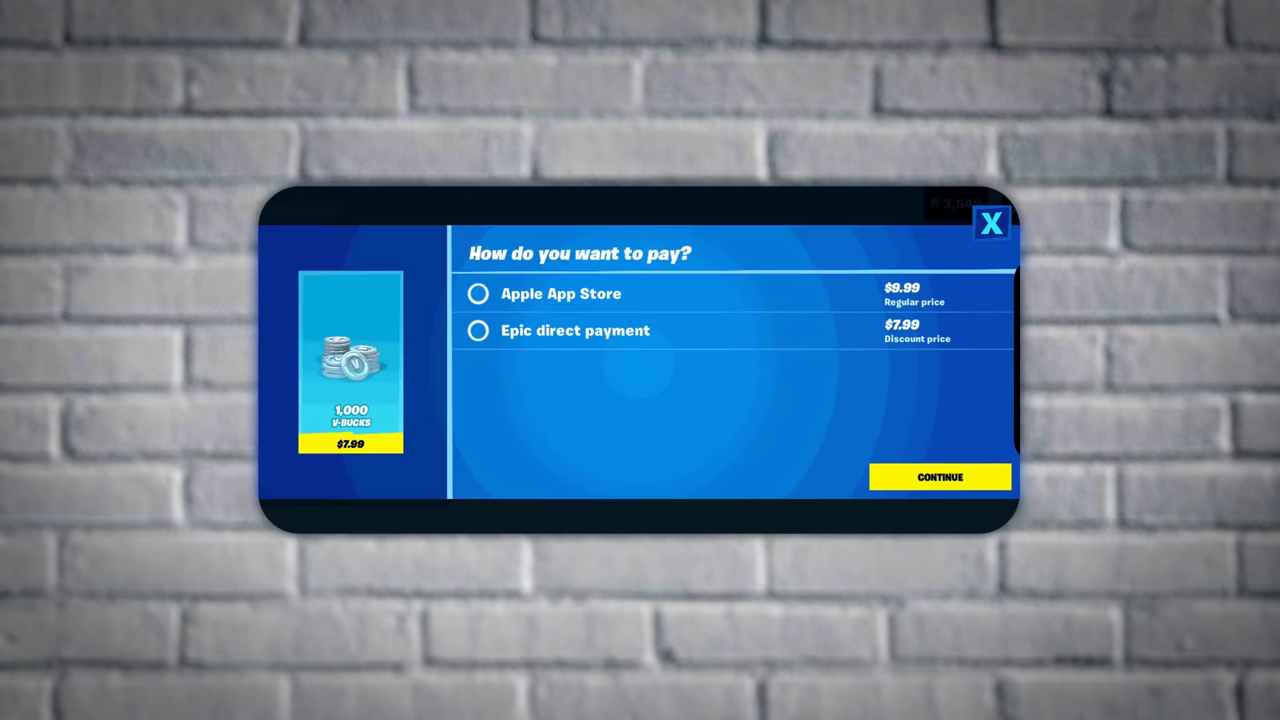 How do you want to pay?
Apple App Store
$9.99
Regular price
Epic direct payment
$7.99
Discount price
1,000
V-BUCKS
$7.99
CONTINUE
X
V